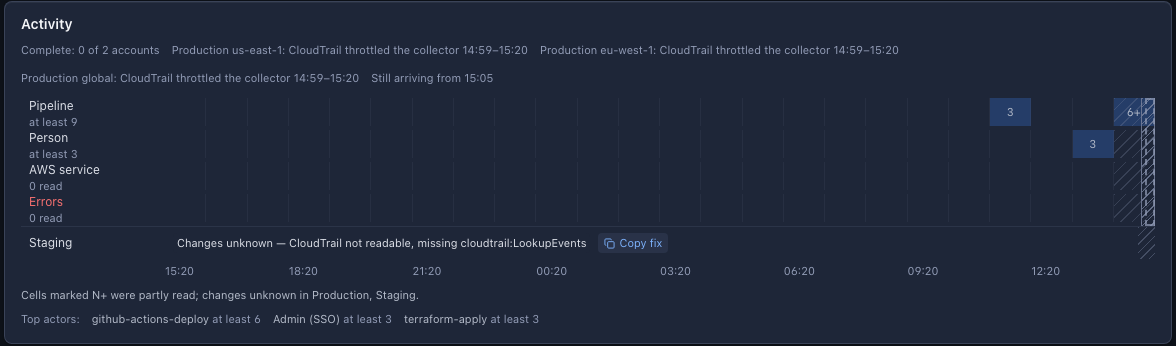 Activity
Complete: 0 of 2 accounts Production us-east-1: CloudTrail throttled the collector 14:59–15:20 Production eu-west-1: CloudTrail throttled the collector 14:59–15:20
Production global: CloudTrail throttled the collector 14:59–15:20 Still arriving from 15:05
Pipeline
at least 9
3
6+
Person
at least 3
3
AWS service
0 read
Errors
0 read
Staging
Changes unknown — CloudTrail not readable, missing cloudtrail:LookupEvents
Copy fix
15:20 18:20 21:20 00:20 03:20 06:20 09:20 12:20
Cells marked N+ were partly read; changes unknown in Production, Staging.
Top actors: github-actions-deploy at least 6 Admin (SSO) at least 3 terraform-apply at least 3